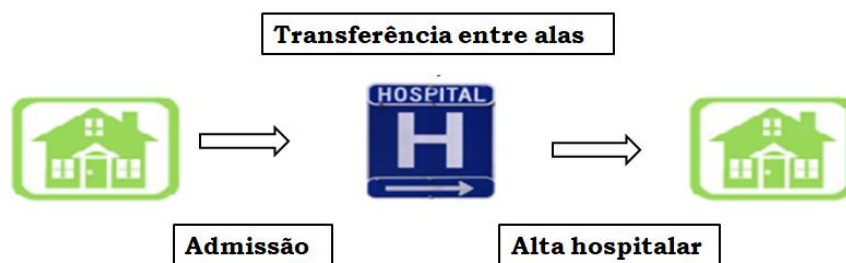 Transferência entre alas
HOSPITAL
H
Admissão
Alta hospitalar